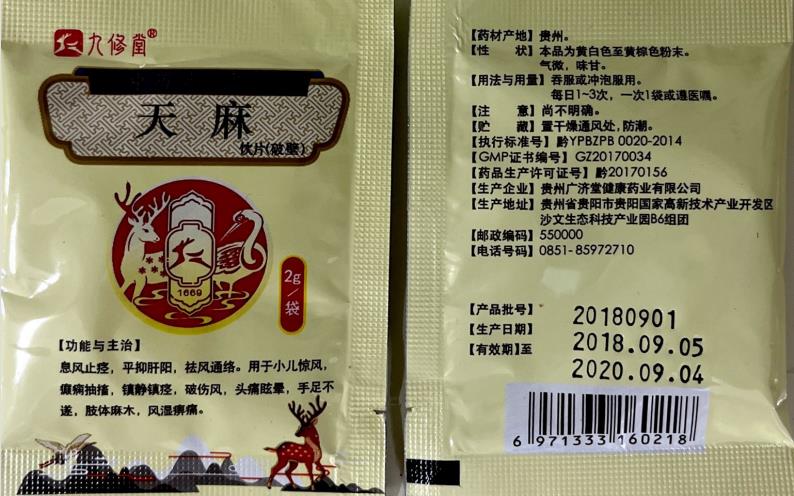 九修堂®
天麻
饮片(破壁)
1669
2g/袋
【功能与主治】
息风止痉，平抑肝阳，祛风通络。用于小儿惊风，
癫痫抽搐，镇静镇痉，破伤风，头痛眩晕，手足不
遂，肢体麻木，风湿痹痛。
【药材产地】贵州。
【性 状】本品为黄白色至黄棕色粉末。
气微，味甘。
【用法与用量】吞服或冲泡服用。
每日1~3次，一次1袋或遵医嘱。
【注 意】尚不明确。
【贮 藏】置干燥通风处，防潮。
【执行标准号】黔YPBZPB 0020-2014
【GMP证书编号】GZ20170034
【药品生产许可证号】黔20170156
【生产企业】贵州广济堂健康药业有限公司
【生产地址】贵州省贵阳市贵阳国家高新技术产业开发区
沙文生态科技产业园B6组团
【邮政编码】550000
【电话号码】0851-85972710
【产品批号】20180901
【生产日期】2018.09.05
【有效期】至2020.09.04
6 971333 160218